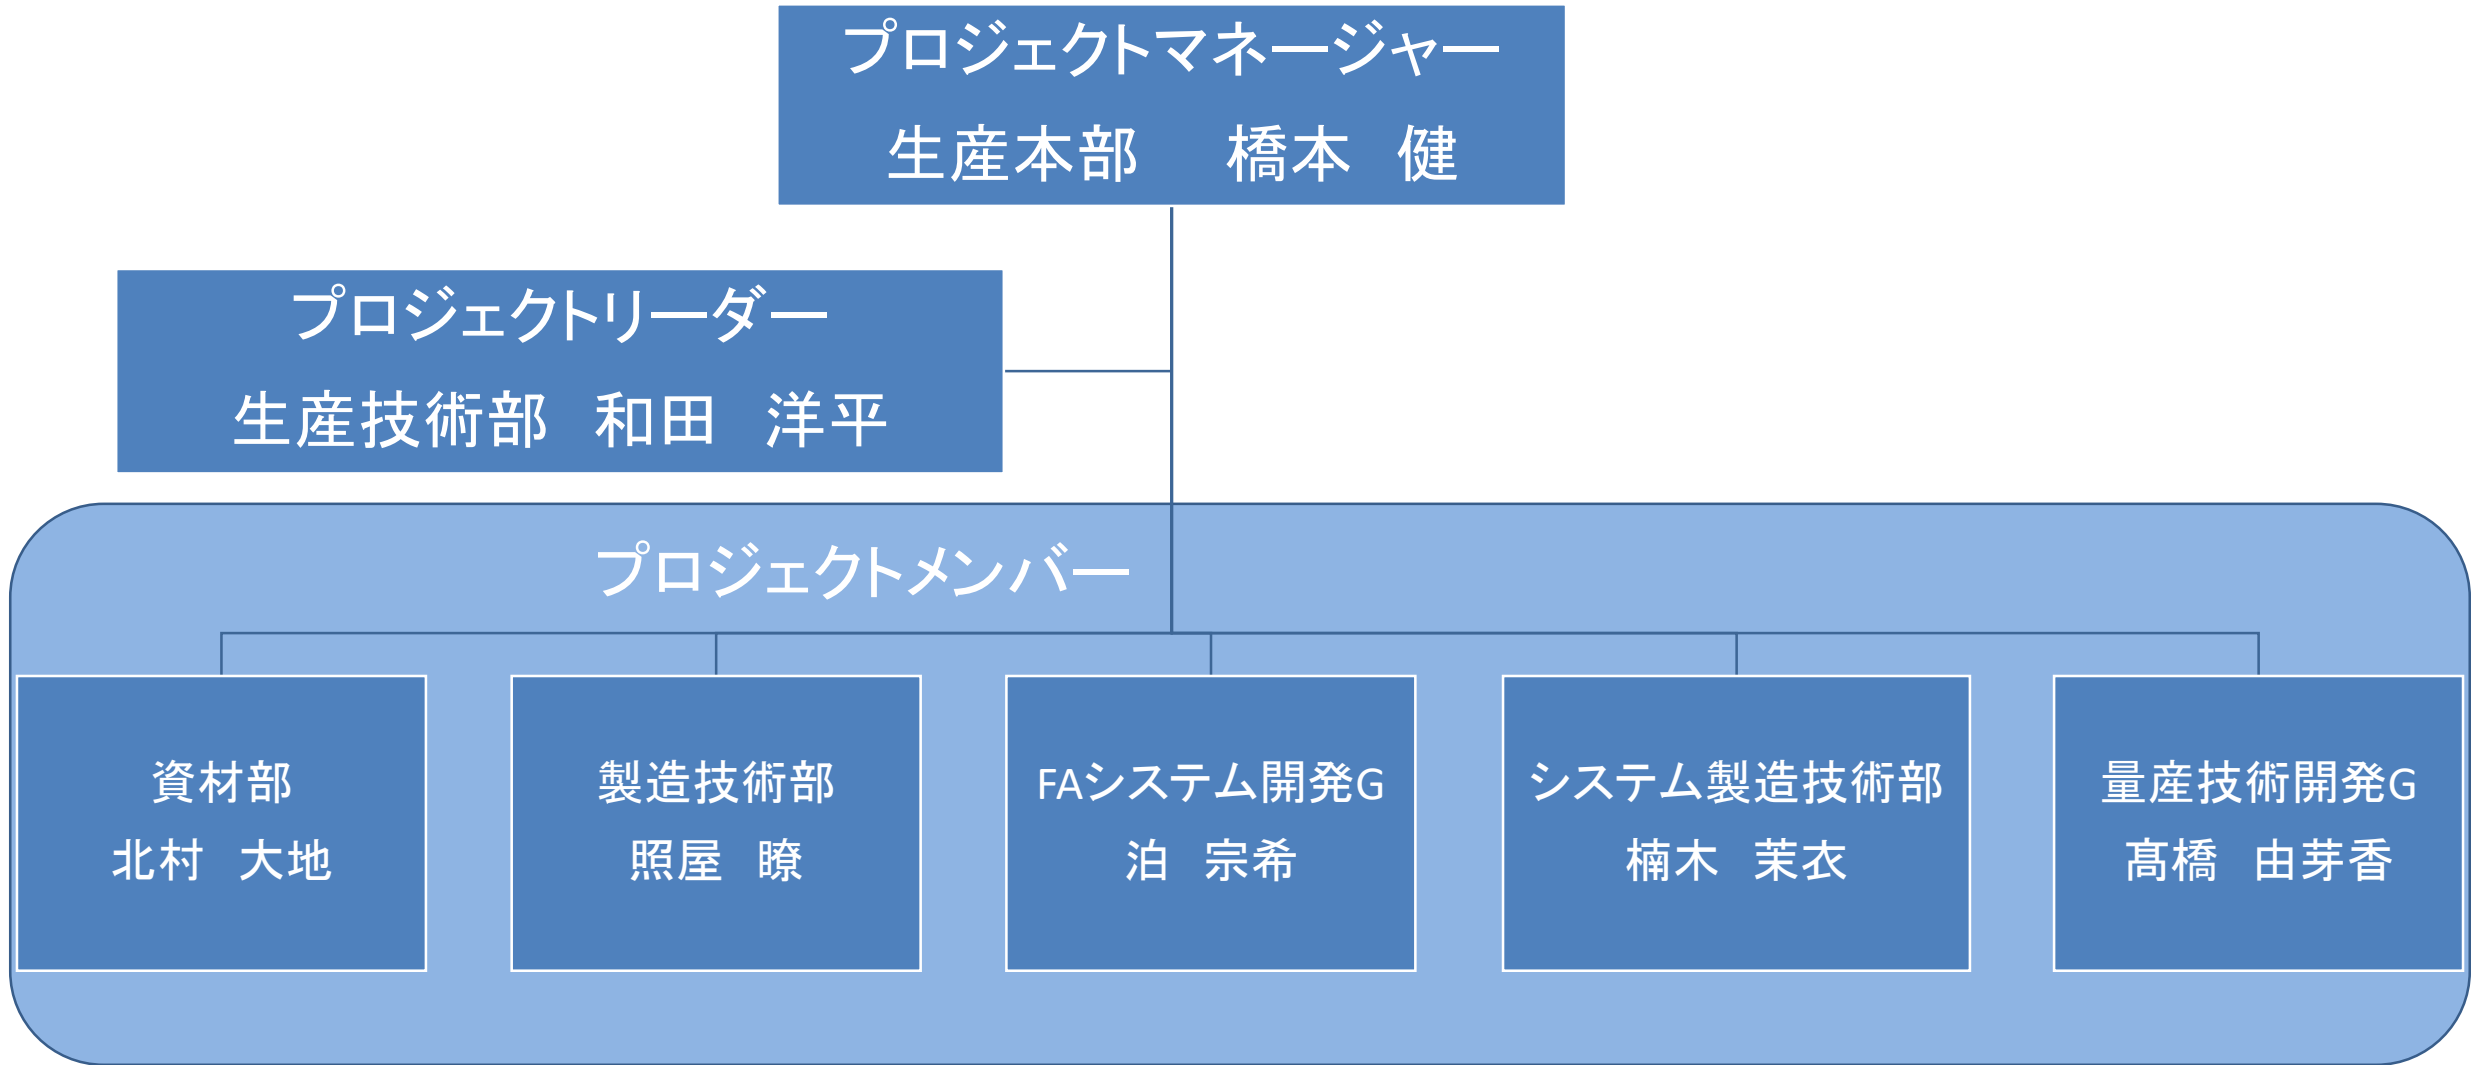 プロジェクトマネージャー
生産本部　橋本 健
プロジェクトリーダー
生産技術部 和田 洋平
プロジェクトメンバー
資材部
北村 大地
製造技術部
照屋 瞭
FAシステム開発G
泊 宗希
システム製造技術部
楠木 茉衣
量産技術開発G
髙橋 由芽香